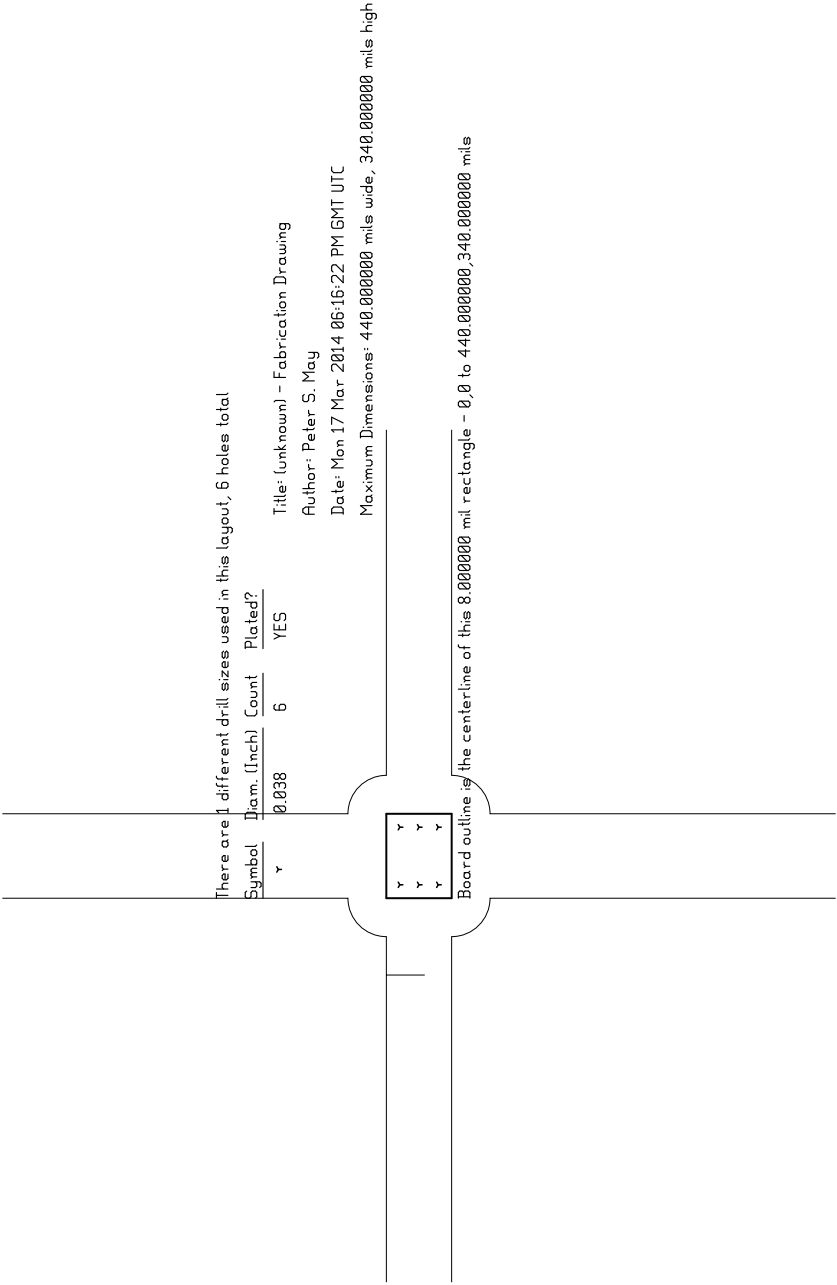 There are 1 different drill sizes used in this layout, 6 holes total
Symbol Diam. (Inch) Count Plated?
Y 0.038 6 YES
Title: (unknown) - Fabrication Drawing
Author: Peter S. May
Date: Mon 17 Mar 2014 06:16:22 PM GMT UTC
Maximum Dimensions: 440.000000 mils wide, 340.000000 mils high
Y Y
Y Y
Y Y
Board outline is the centerline of this 8.000000 mil rectangle - 0,0 to 440.000000,340.000000 mils